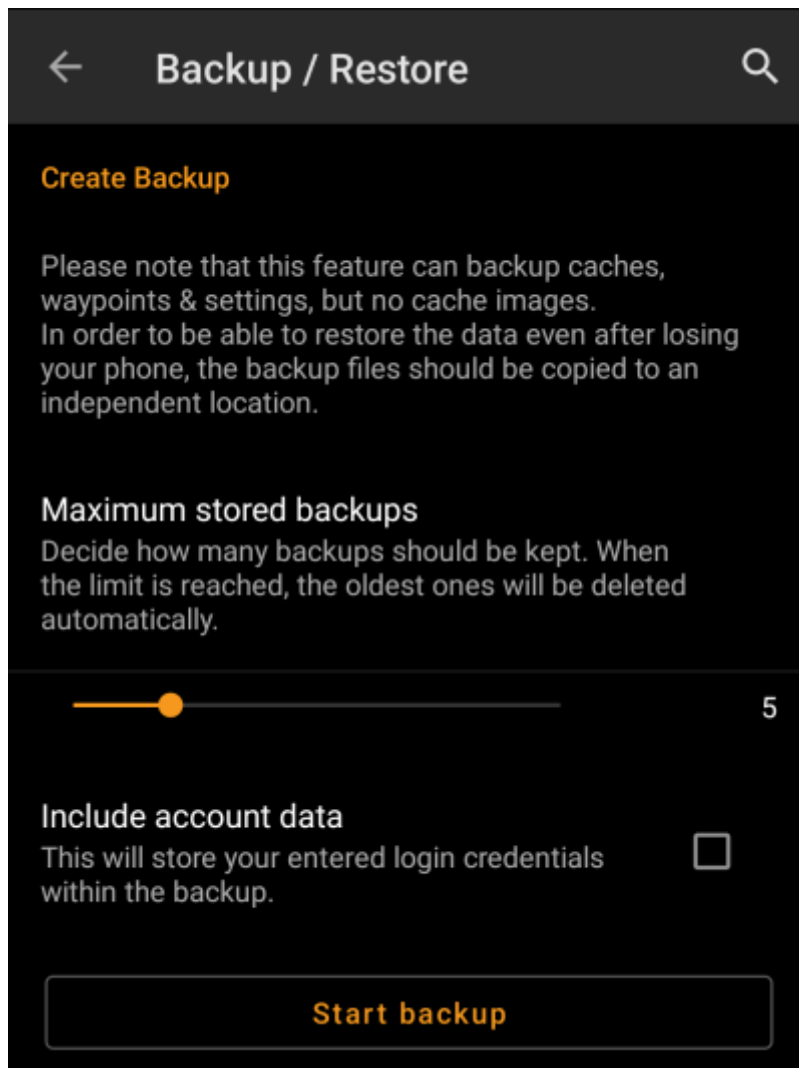 Backup / Restore
Create Backup
Please note that this feature can backup caches,
waypoints & settings, but no cache images.
In order to be able to restore the data even after losing
your phone, the backup files should be copied to an
independent location.
Maximum stored backups
Decide how many backups should be kept. When
the limit is reached, the oldest ones will be deleted
automatically.
5
Include account data
This will store your entered login credentials
within the backup.
Start backup